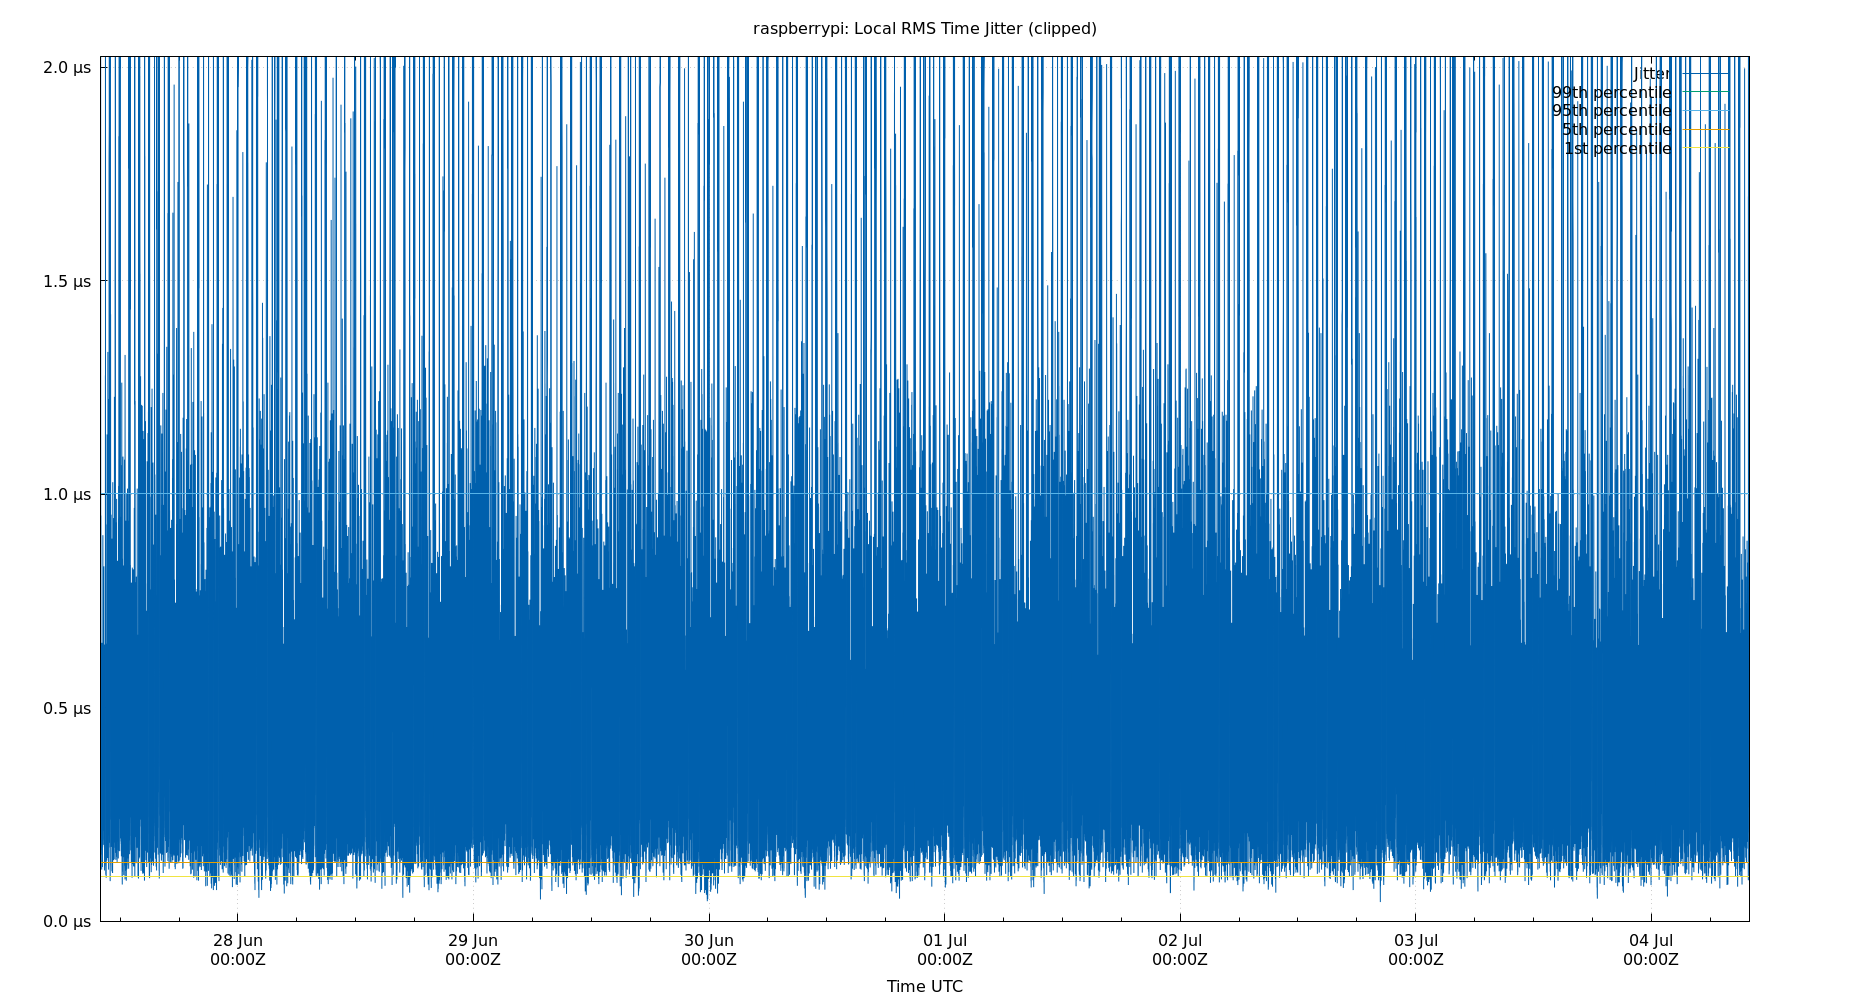 raspberrypi: Local RMS Time Jitter (clipped)
2.0 µs
1.5 µs
1.0 µs
0.5 µs
0.0 µs
Jitter
99th percentile
95th percentile
5th percentile
1st percentile
28 Jun 29 Jun 30 Jun 01 Jul 02 Jul 03 Jul 04 Jul
00:00Z 00:00Z 00:00Z 00:00Z 00:00Z 00:00Z 00:00Z
Time UTC